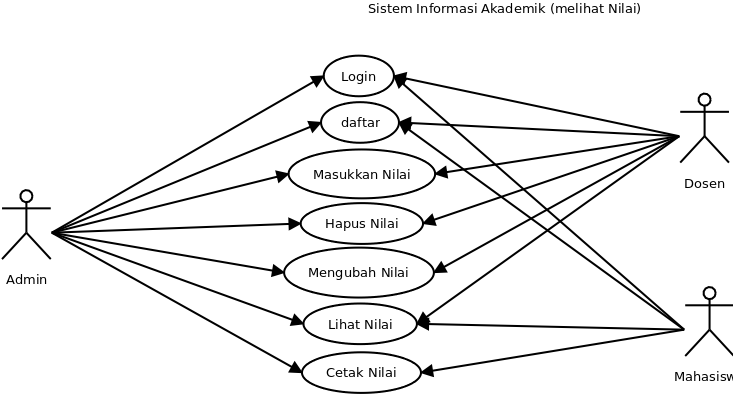 Sistem Informasi Akademik (melihat Nilai)
Login
daftar
Masukkan Nilai
Hapus Nilai
Mengubah Nilai
Lihat Nilai
Cetak Nilai
Admin
Dosen
Mahasisw